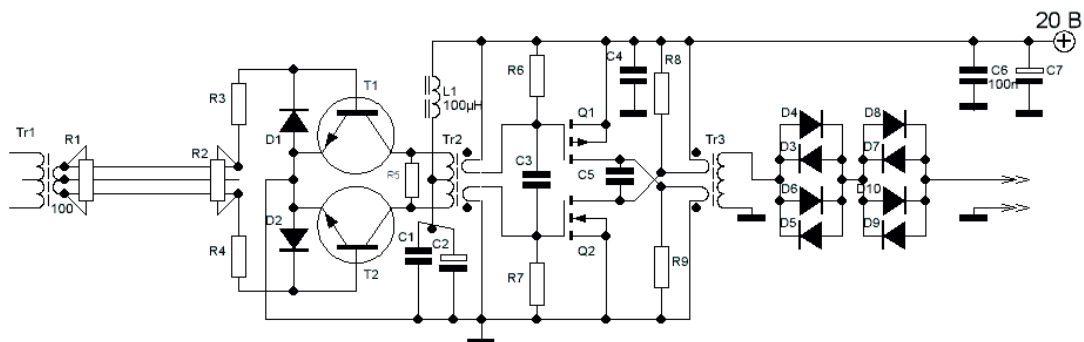 20 В
R6
Q1
C4
R8
C6
100n
C7
R3
T1
L1
100µH
D4
D8
Tr1
R1
R2
D1
Tr2
C3
C5
Tr3
D3
D7
100
R5
D6
D10
D2
D5
D9
R4
C1
C2
Q2
R7
R9
T2